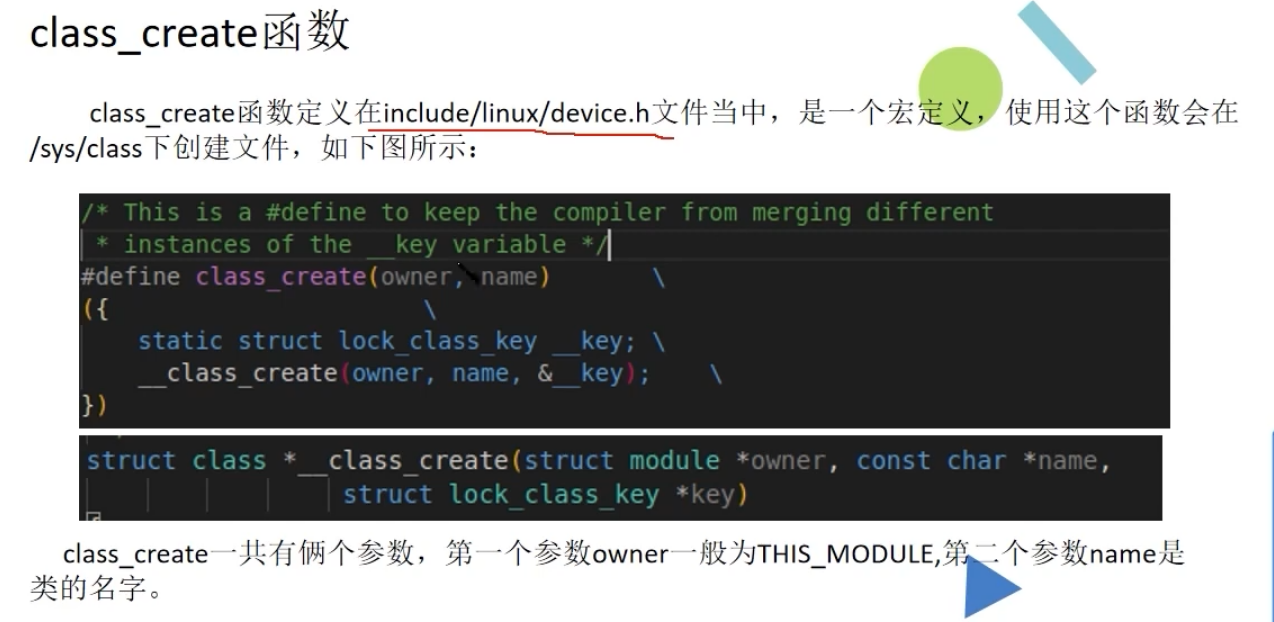 class_create函数
class_create函数定义在include/linux/device.h文件当中，是一个宏定义，使用这个函数会在
/sys/class下创建文件，如下图所示：
/* This is a #define to keep the compiler from merging different
 * instances of the __key variable */
#define class_create(owner, name) \
({ \
    static struct lock_class_key __key; \
    __class_create(owner, name, &__key); \
})
struct class *__class_create(struct module *owner, const char *name,
struct lock_class_key *key)
class_create一共有俩个参数，第一个参数owner一般为THIS_MODULE,第二个参数name是
类的名字。